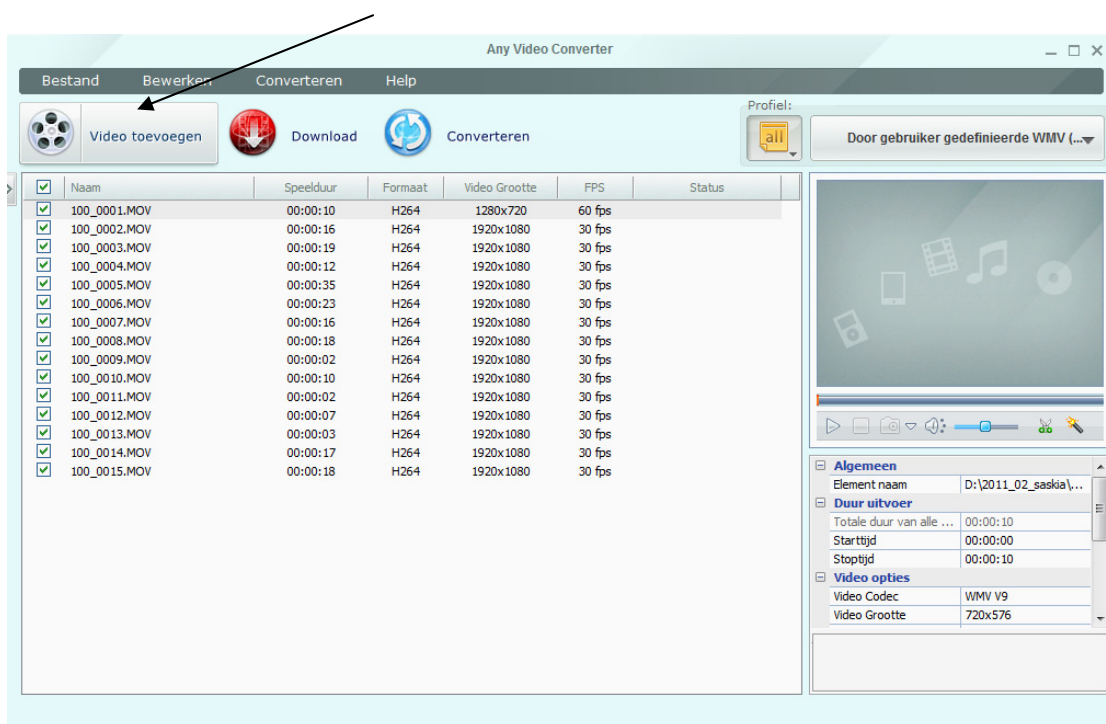 Any Video Converter
Bestand Bewerken Converteren Help
Profiel:
Video toevoegen Download Converteren all Door gebruiker gedefinieerde WMV (...
Naam Speelduur Formaat Video Grootte FPS Status
100_0001.MOV 00:00:10 H264 1280x720 60 fps
100_0002.MOV 00:00:16 H264 1920x1080 30 fps
100_0003.MOV 00:00:19 H264 1920x1080 30 fps
100_0004.MOV 00:00:12 H264 1920x1080 30 fps
100_0005.MOV 00:00:35 H264 1920x1080 30 fps
100_0006.MOV 00:00:23 H264 1920x1080 30 fps
100_0007.MOV 00:00:16 H264 1920x1080 30 fps
100_0008.MOV 00:00:18 H264 1920x1080 30 fps
100_0009.MOV 00:00:02 H264 1920x1080 30 fps
100_0010.MOV 00:00:10 H264 1920x1080 30 fps
100_0011.MOV 00:00:02 H264 1920x1080 30 fps
100_0012.MOV 00:00:07 H264 1920x1080 30 fps
100_0013.MOV 00:00:03 H264 1920x1080 30 fps
100_0014.MOV 00:00:17 H264 1920x1080 30 fps
100_0015.MOV 00:00:18 H264 1920x1080 30 fps
Algemeen
Element naam D:\2011_02_saskia\...
Duur uitvoer
Totale duur van alle ... 00:00:10
Starttijd 00:00:00
Stoptijd 00:00:10
Video opties
Video Codec WMV V9
Video Grootte 720x576